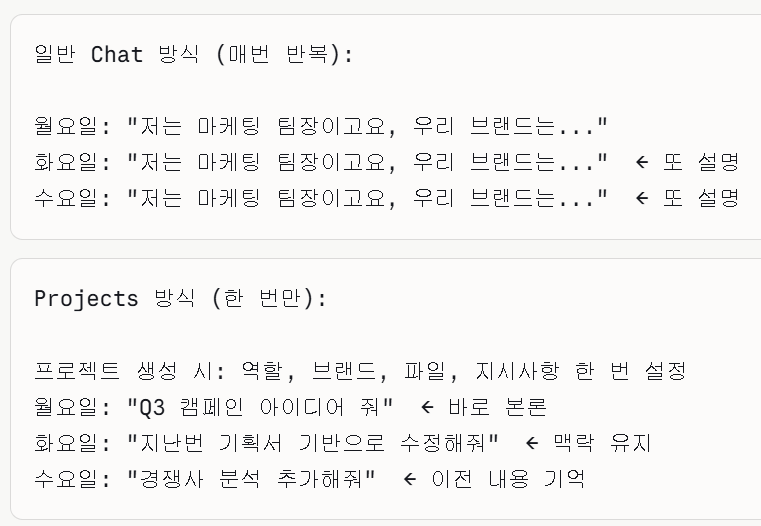 일반 Chat 방식 (매번 반복):
월요일: "저는 마케팅 팀장이고요, 우리 브랜드는..."
화요일: "저는 마케팅 팀장이고요, 우리 브랜드는..." ← 또 설명
수요일: "저는 마케팅 팀장이고요, 우리 브랜드는..." ← 또 설명
Projects 방식 (한 번만):
프로젝트 생성 시: 역할, 브랜드, 파일, 지시사항 한 번 설정
월요일: "Q3 캠페인 아이디어 줘" ← 바로 본론
화요일: "지난번 기획서 기반으로 수정해줘" ← 맥락 유지
수요일: "경쟁사 분석 추가해줘" ← 이전 내용 기억